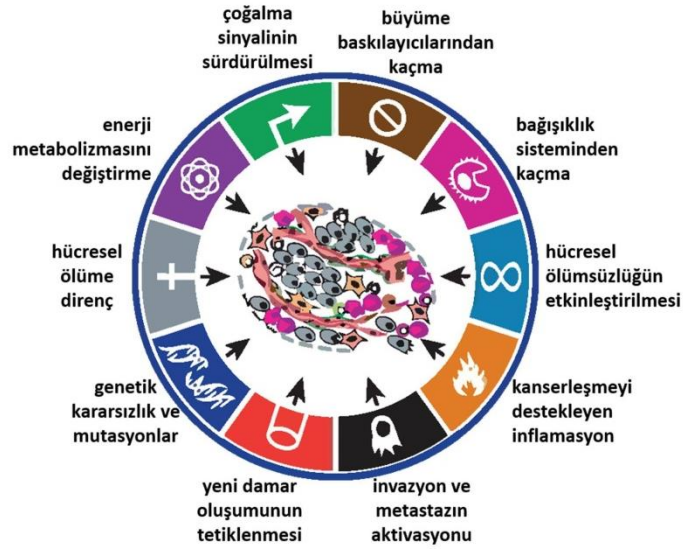 çoğalma
sinyalinin
sürdürülmesi
büyüme
baskılayıcılarından
kaçma
enerji
metabolizmasını
değiştirme
bağışıklık
sisteminden
kaçma
hücresel
ölüme
direnç
hücresel
ölümsüzlüğün
etkinleştirilmesi
genetik
kararsızlık ve
mutasyonlar
kanserleşmeyi
destekleyen
inflamasyon
yeni damar
oluşumunun
tetiklenmesi
invazyon ve
metastazın
aktivasyonu